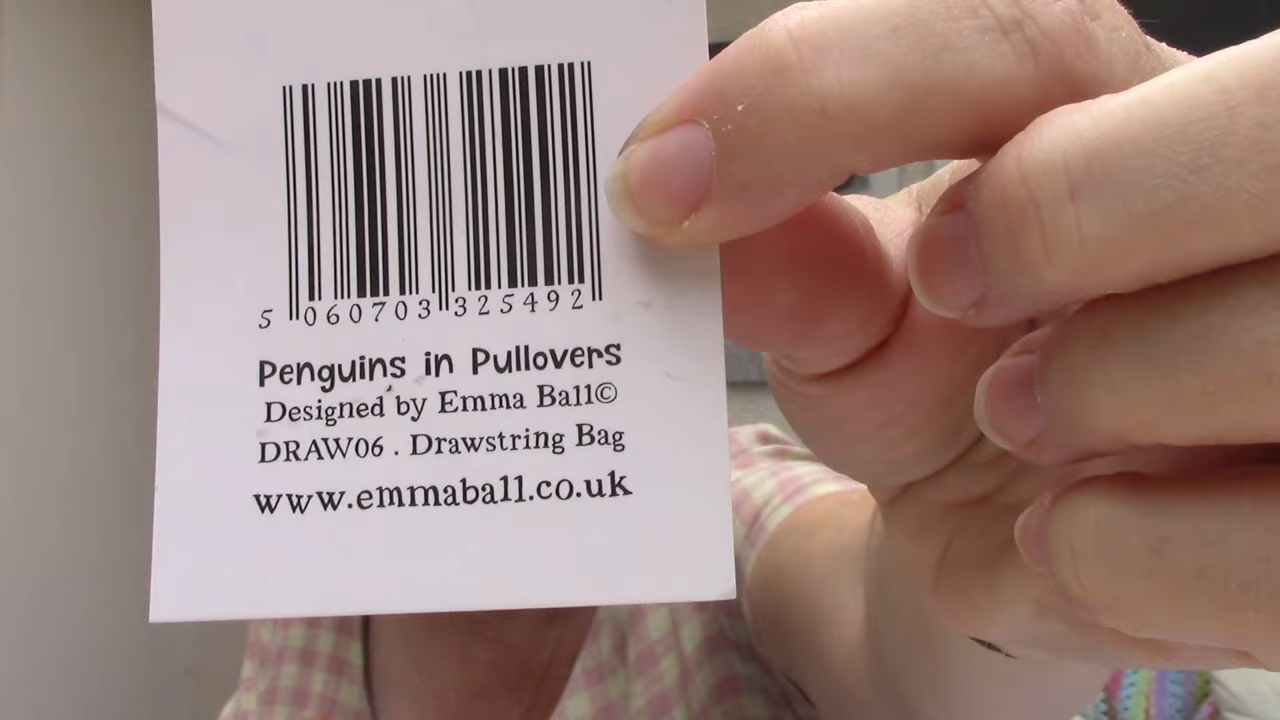 5 060703 325492
Penguins in Pullovers
Designed by Emma Ball©
DRAW06 . Drawstring Bag
www.emmaball.co.uk